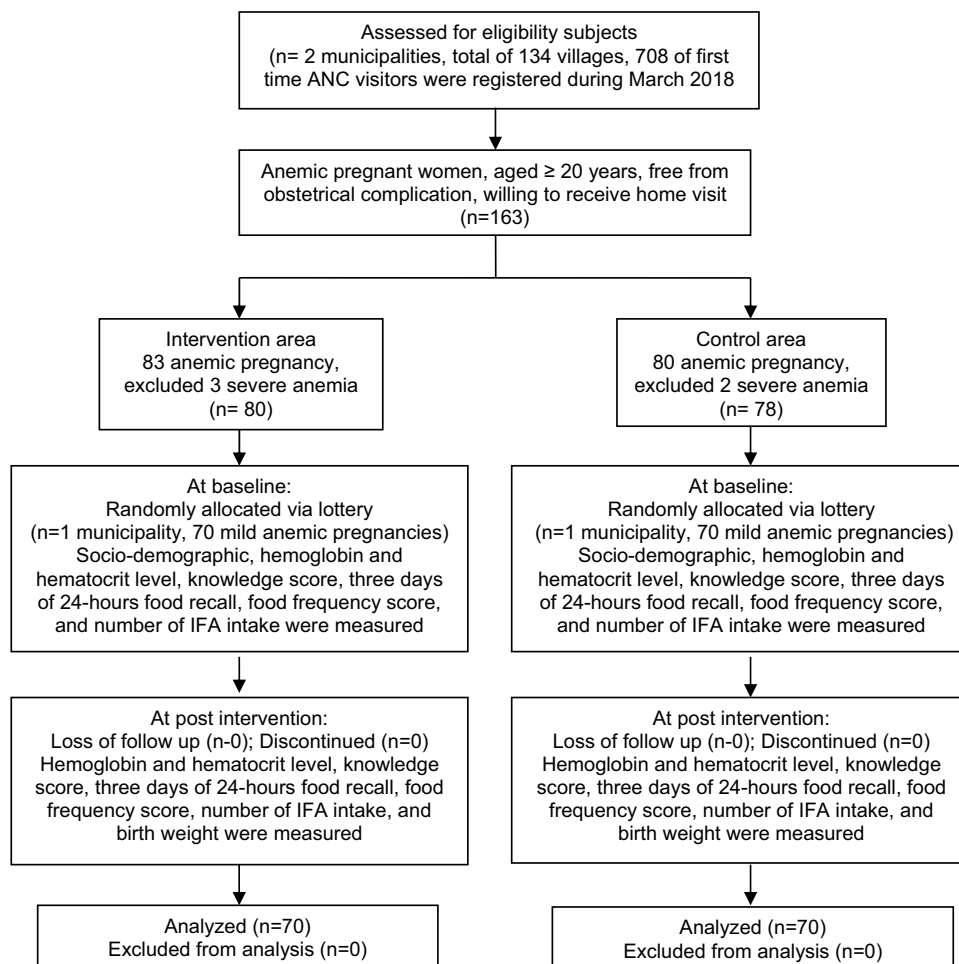 Assessed for eligibility subjects
(n= 2 municipalities, total of 134 villages, 708 of first
time ANC visitors were registered during March 2018
Anemic pregnant women, aged ≥ 20 years, free from
obstetrical complication, willing to receive home visit
(n=163)
Intervention area
83 anemic pregnancy,
excluded 3 severe anemia
(n= 80)
Control area
80 anemic pregnancy,
excluded 2 severe anemia
(n= 78)
At baseline:
Randomly allocated via lottery
(n=1 municipality, 70 mild anemic pregnancies)
Socio-demographic, hemoglobin and
hematocrit level, knowledge score, three days
of 24-hours food recall, food frequency score,
and number of IFA intake were measured
At baseline:
Randomly allocated via lottery
(n=1 municipality, 70 mild anemic pregnancies)
Socio-demographic, hemoglobin and
hematocrit level, knowledge score, three days
of 24-hours food recall, food frequency score,
and number of IFA intake were measured
At post intervention:
Loss of follow up (n-0); Discontinued (n=0)
Hemoglobin and hematocrit level, knowledge
score, three days of 24-hours food recall, food
frequency score, number of IFA intake, and
birth weight were measured
At post intervention:
Loss of follow up (n-0); Discontinued (n=0)
Hemoglobin and hematocrit level, knowledge
score, three days of 24-hours food recall, food
frequency score, number of IFA intake, and
birth weight were measured
Analyzed (n=70)
Excluded from analysis (n=0)
Analyzed (n=70)
Excluded from analysis (n=0)